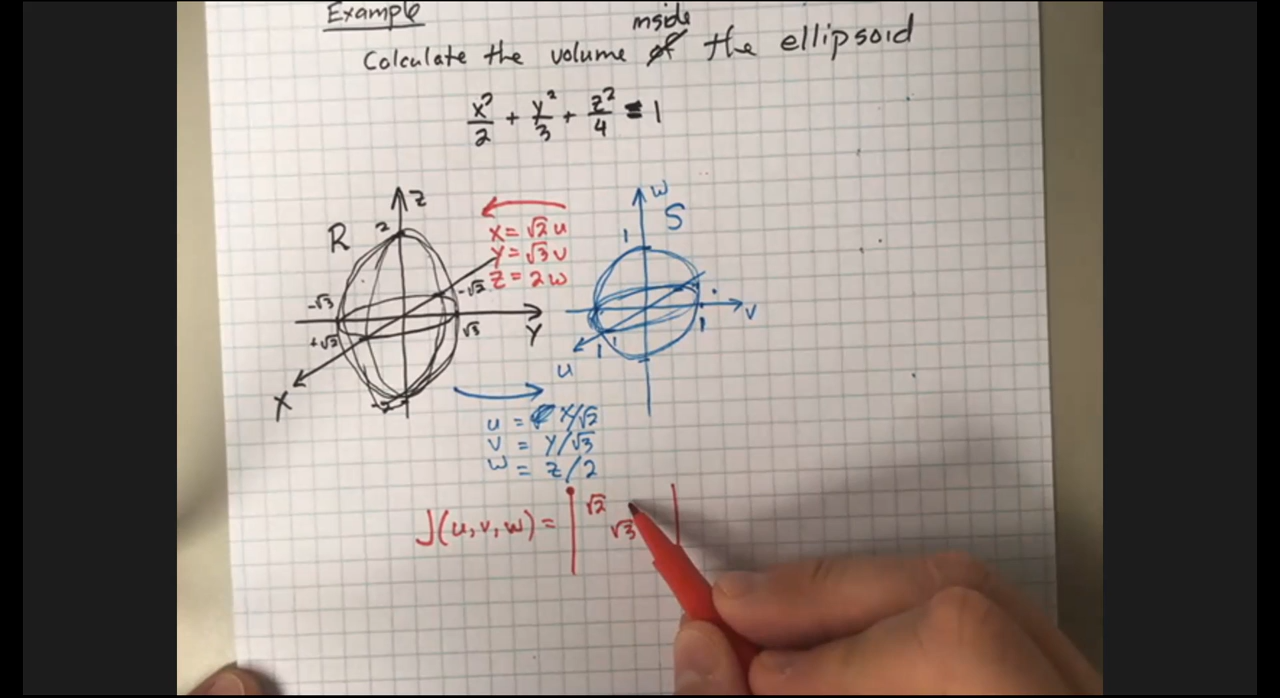 Example
Calculate the volume inside the ellipsoid
x²/2 + y²/3 + z²/4 = 1
z
2
R
-√3
+√2
-√2
√3
y
x
-2
x = √2 u
y = √3 v
z = 2w
w
S
1
1
v
1
u
u = x/√2
v = y/√3
w = z/2
J(u,v,w) = | √2
√3 |